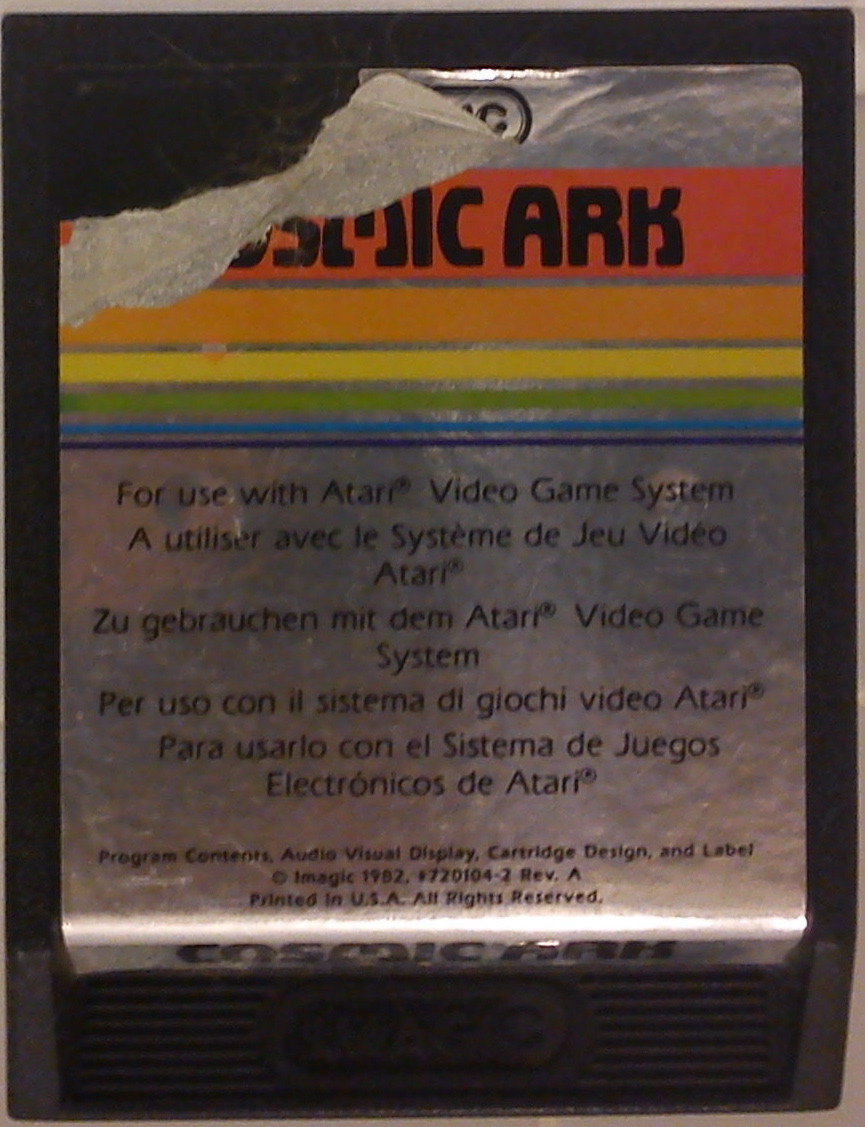 COSMIC ARK
For use with Atari® Video Game System
A utiliser avec le Système de Jeu Vidéo
Atari®
Zu gebrauchen mit dem Atari® Video Game
System
Per uso con il sistema di giochi video Atari®
Para usarlo con el Sistema de Juegos
Electrónicos de Atari®
Program Contents, Audio Visual Display, Cartridge Design, and Label
© Imagic 1982, #720104-2 Rev. A
Printed in U.S.A. All Rights Reserved.
COSMIC ARK
IMAGIC